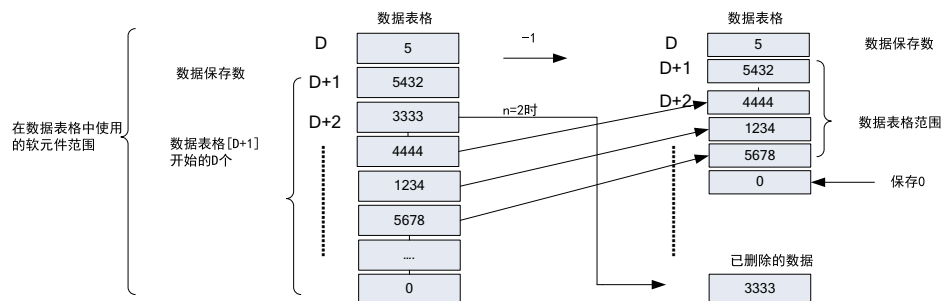 数据表格
数据表格
D
5
-1
D
5
数据保存数
数据保存数
D+1
5432
D+1
5432
D+2
3333
n=2时
D+2
4444
在数据表格中使用
的软元件范围
数据表格[D+1]
开始的D个
4444
1234
数据表格范围
1234
5678
5678
0
保存0
....
已删除的数据
0
3333